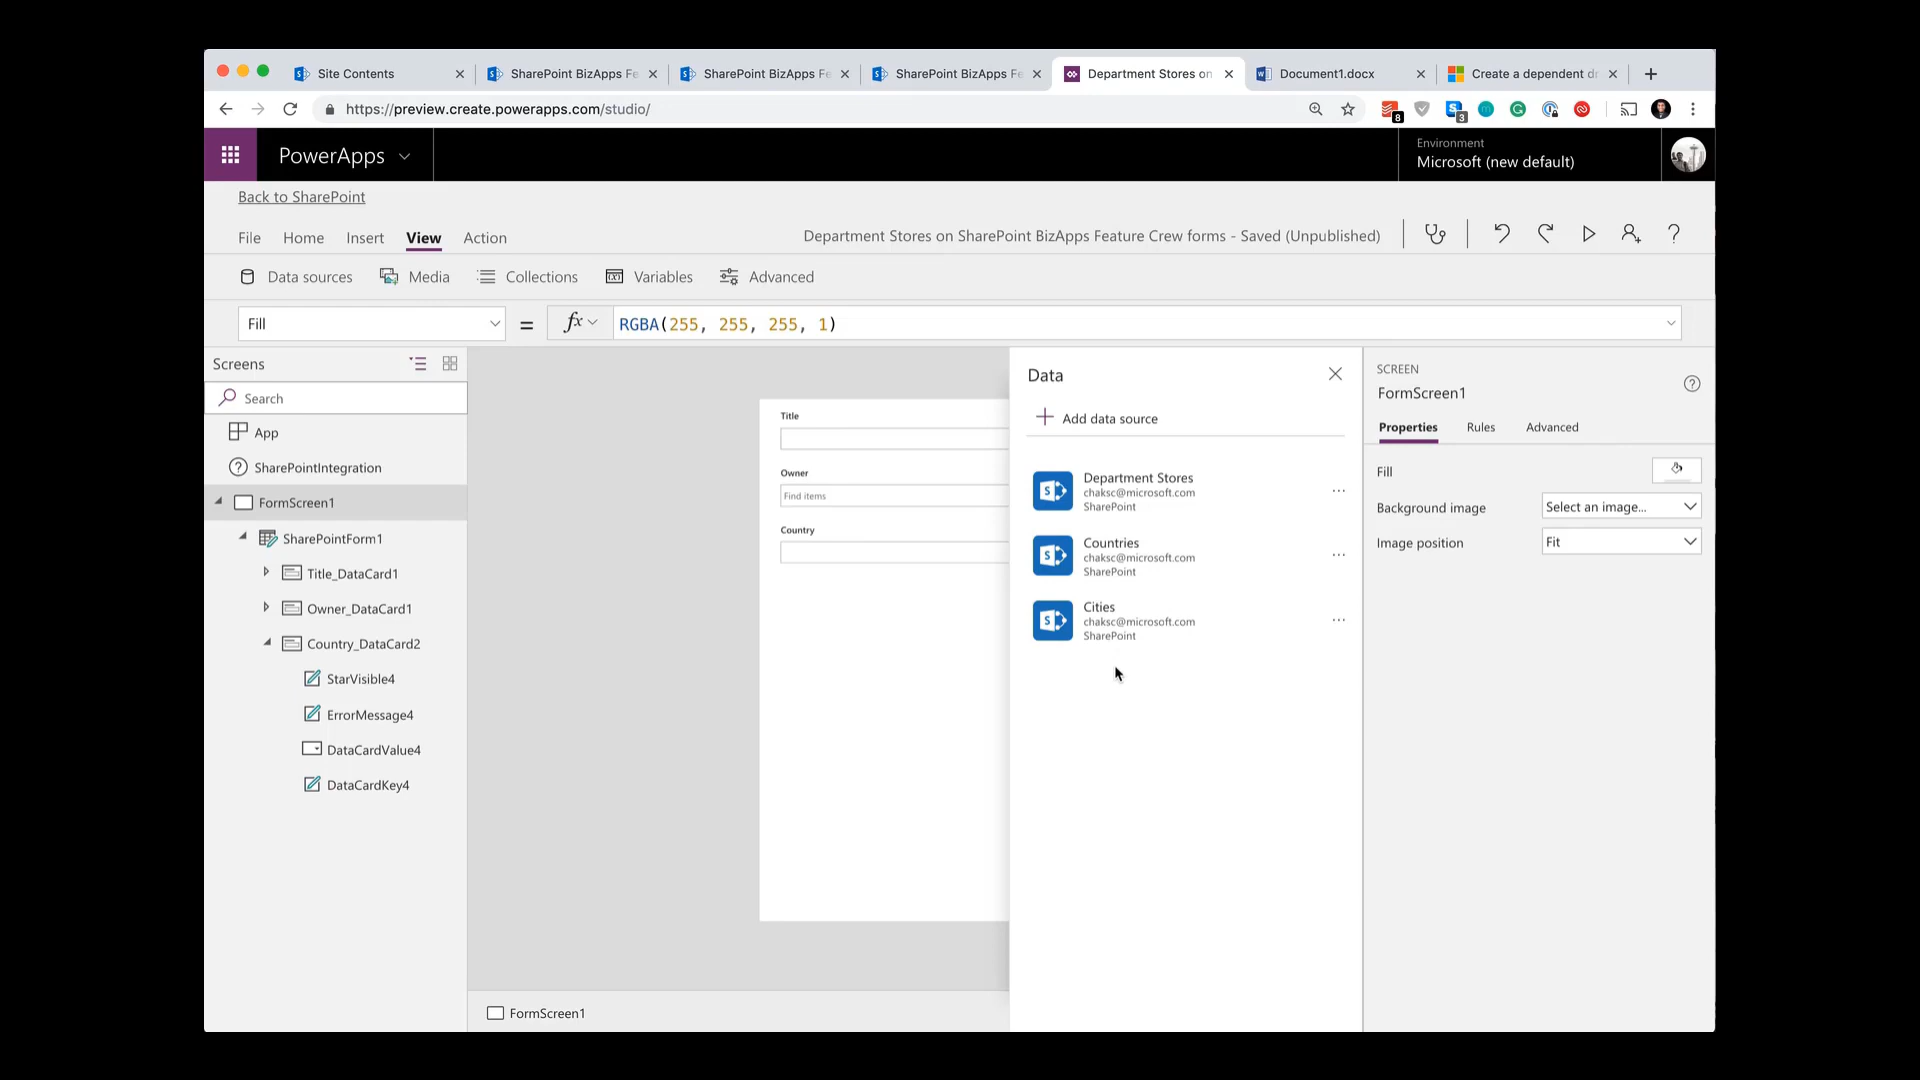 Site Contents
SharePoint BizApps Fe
SharePoint BizApps Fe
SharePoint BizApps Fe
Department Stores on
Document1.docx
Create a dependent dr
https://preview.create.powerapps.com/studio/
8
3
PowerApps
Environment
Microsoft (new default)
Back to SharePoint
File
Home
Insert
View
Action
Department Stores on SharePoint BizApps Feature Crew forms - Saved (Unpublished)
Data sources
Media
Collections
Variables
Advanced
Fill
=
fx
RGBA(255, 255, 255, 1)
Screens
Search
App
SharePointIntegration
FormScreen1
SharePointForm1
Title_DataCard1
Owner_DataCard1
Country_DataCard2
StarVisible4
ErrorMessage4
DataCardValue4
DataCardKey4
Title
Owner
Find items
Country
FormScreen1
Data
Add data source
Department Stores
chaksc@microsoft.com
SharePoint
Countries
chaksc@microsoft.com
SharePoint
Cities
chaksc@microsoft.com
SharePoint
SCREEN
FormScreen1
Properties
Rules
Advanced
Fill
Background image
Select an image...
Image position
Fit